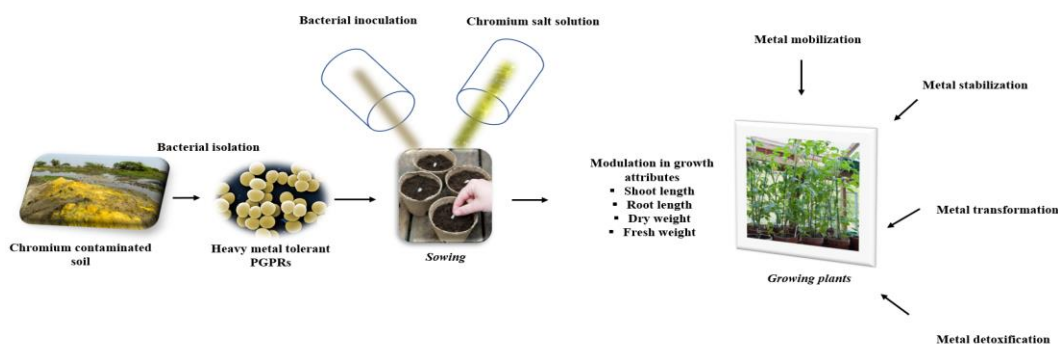 Bacterial inoculation
Chromium salt solution
Metal mobilization
Metal stabilization
Bacterial isolation
Modulation in growth
attributes
▪ Shoot length
▪ Root length
▪ Dry weight
▪ Fresh weight
Metal transformation
Chromium contaminated
soil
Heavy metal tolerant
PGPRs
Sowing
Growing plants
Metal detoxification